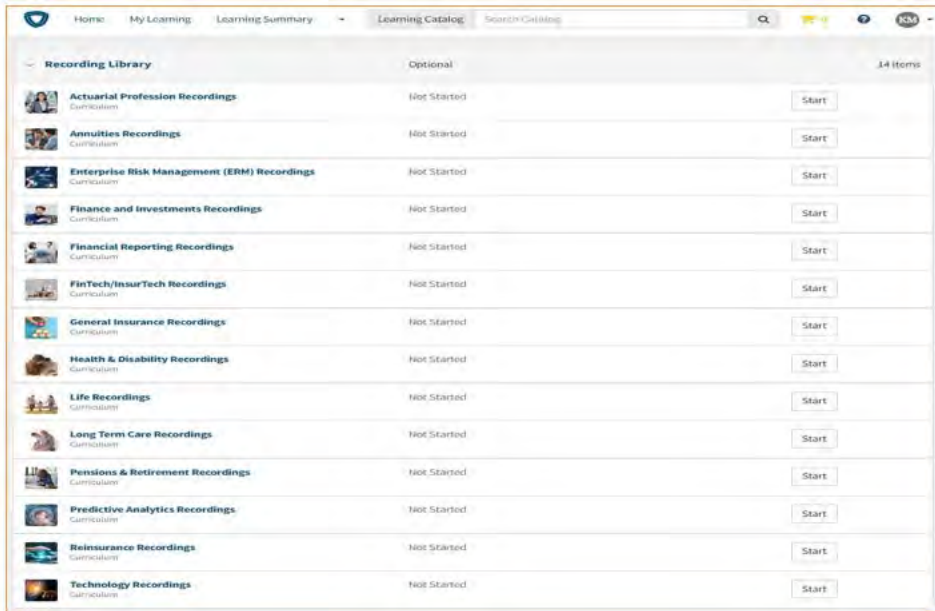 Home My Learning Learning Summary Learning Catalog Search Catalog 0 KM
Recording Library Optional 14 items
Actuarial Profession Recordings Not Started Start
Curriculum
Annuities Recordings Not Started Start
Curriculum
Enterprise Risk Management (ERM) Recordings Not Started Start
Curriculum
Finance and Investments Recordings Not Started Start
Curriculum
Financial Reporting Recordings Not Started Start
Curriculum
FinTech/InsurTech Recordings Not Started Start
Curriculum
General Insurance Recordings Not Started Start
Curriculum
Health & Disability Recordings Not Started Start
Curriculum
Life Recordings Not Started Start
Curriculum
Long Term Care Recordings Not Started Start
Curriculum
Pensions & Retirement Recordings Not Started Start
Curriculum
Predictive Analytics Recordings Not Started Start
Curriculum
Reinsurance Recordings Not Started Start
Curriculum
Technology Recordings Not Started Start
Curriculum